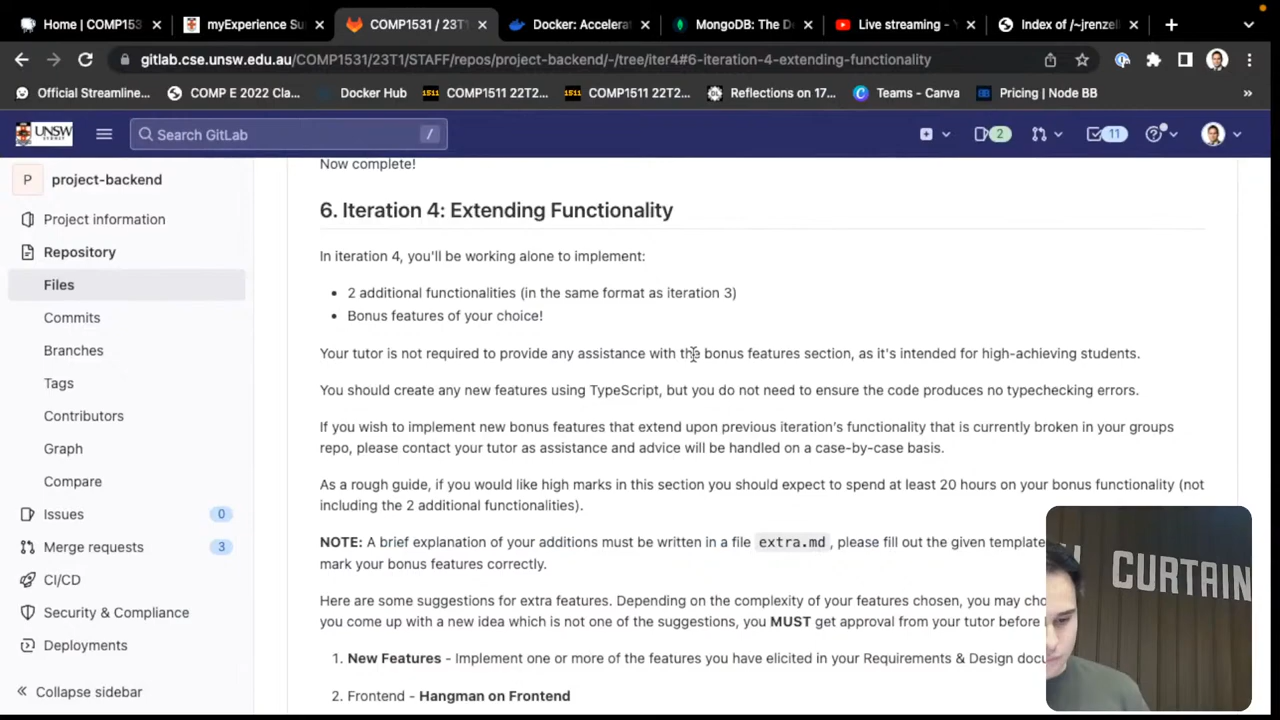 Home | COMP153
myExperience Su
COMP1531 / 23T1
Docker: Accelera
MongoDB: The D
Live streaming -
Index of /~jrenzel
gitlab.cse.unsw.edu.au/COMP1531/23T1/STAFF/repo/project-backend/-/tree/iter4#6-iteration-4-extending-functionality
Official Streamline...
COMP E 2022 Cla...
Docker Hub
COMP1511 22T2...
COMP1511 22T2...
Reflections on 17...
Teams - Canva
Pricing | Node BB
»
UNSW
SYDNEY
Search GitLab
/
2
11
P
project-backend
Project information
Repository
Files
Commits
Branches
Tags
Contributors
Graph
Compare
Issues 0
Merge requests 3
CI/CD
Security & Compliance
Deployments
Collapse sidebar
Now complete!
6. Iteration 4: Extending Functionality
In iteration 4, you'll be working alone to implement:
• 2 additional functionalities (in the same format as iteration 3)
• Bonus features of your choice!
Your tutor is not required to provide any assistance with the bonus features section, as it's intended for high-achieving students.
You should create any new features using TypeScript, but you do not need to ensure the code produces no typechecking errors.
If you wish to implement new bonus features that extend upon previous iteration's functionality that is currently broken in your groups
repo, please contact your tutor as assistance and advice will be handled on a case-by-case basis.
As a rough guide, if you would like high marks in this section you should expect to spend at least 20 hours on your bonus functionality (not
including the 2 additional functionalities).
NOTE: A brief explanation of your additions must be written in a file extra.md, please fill out the given template
mark your bonus features correctly.
Here are some suggestions for extra features. Depending on the complexity of your features chosen, you may cho
you come up with a new idea which is not one of the suggestions, you MUST get approval from your tutor before
1. New Features - Implement one or more of the features you have elicited in your Requirements & Design docu
2. Frontend - Hangman on Frontend
CURTAIN